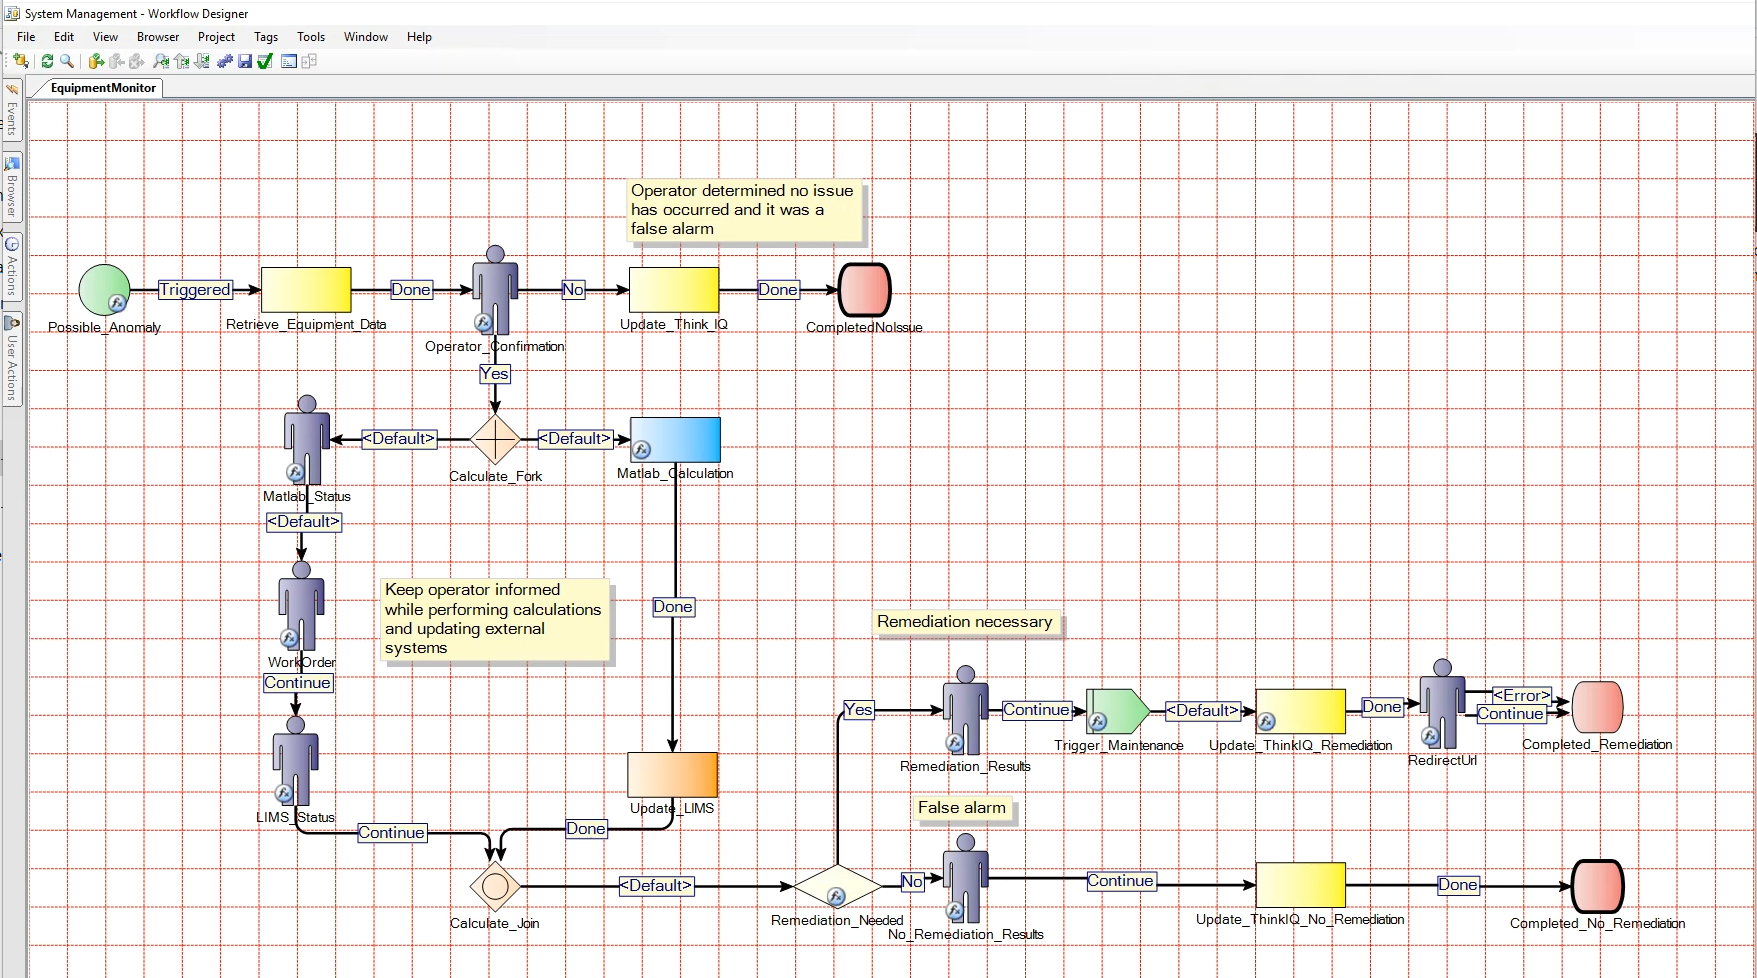 System Management - Workflow Designer
File Edit View Browser Project Tags Tools Window Help
EquipmentMonitor
Events
Browser
Actions
User Actions
Operator determined no issue
has occurred and it was a
false alarm
Triggered
Done
No
Done
Possible_Anomaly
Retrieve_Equipment_Data
Operator_Confirmation
Update_Think_IQ
CompletedNoIssue
Yes
<Default>
<Default>
Calculate_Fork
Matlab_Calculation
Matlab_Status
<Default>
Keep operator informed
while performing calculations
and updating external
systems
Done
WorkOrder
Continue
Remediation necessary
Yes
Continue
<Default>
Done
<Error>
Continue
Remediation_Results
Trigger_Maintenance
Update_ThinkIQ_Remediation
RedirectUrl
Completed_Remediation
LIMS_Status
Update_LIMS
False alarm
Continue
Done
<Default>
No
Continue
Done
Calculate_Join
Remediation_Needed
No_Remediation_Results
Update_ThinkIQ_No_Remediation
Completed_No_Remediation